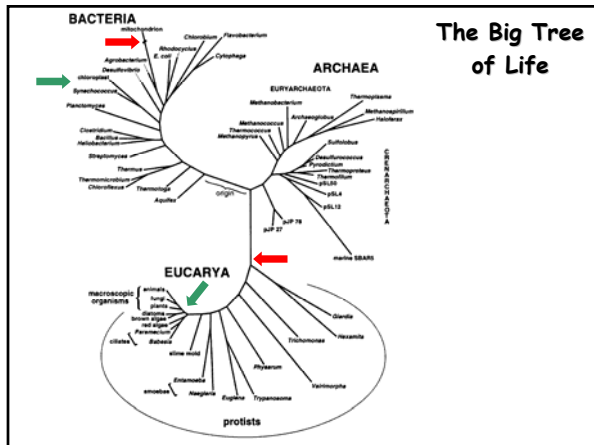 The Big Tree
of Life
BACTERIA
mitochondrion
Chlorobium
Flavobacterium
Rhodocyclus
E. coli
Cytophaga
Agrobacterium
Desulfovibrio
chloroplast
Synechococcus
Planctomyces
Clostridium
Bacillus
Heliobacterium
Streptomyces
Thermus
Thermomicrobium
Chloroflexus
Thermotoga
Aquifex
origin
ARCHAEA
EURYARCHAEOTA
Methanobacterium
Thermoplasma
Archaeoglobus
Methanospirillum
Haloferax
Methanococcus
Thermococcus
Methanopyrus
Sulfolobus
Desulfurococcus
Pyrodictium
Thermoproteus
Thermofilum
pSL50
pSL4
pSL12
CRENARCHAEOTA
pJP 27
pJP 78
marine SBAR5
EUCARYA
macroscopic
organisms
animals
fungi
plants
diatoms
brown algae
red algae
ciliates
Paramecium
Babesia
slime mold
amoebae
Entamoeba
Naegleria
Euglena
Trypanosoma
Physarum
Vairimorpha
Trichomonas
Hexamita
Giardia
protists